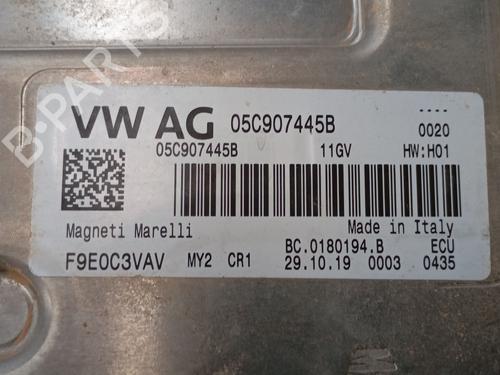 VW AG 05C907445B ----
0020
05C907445B 11GV HW:H01
Magneti Marelli Made in Italy
BC.0180194.B ECU
F9E0C3VAV MY2 CR1 29.10.19 0003 0435
B-PARTS